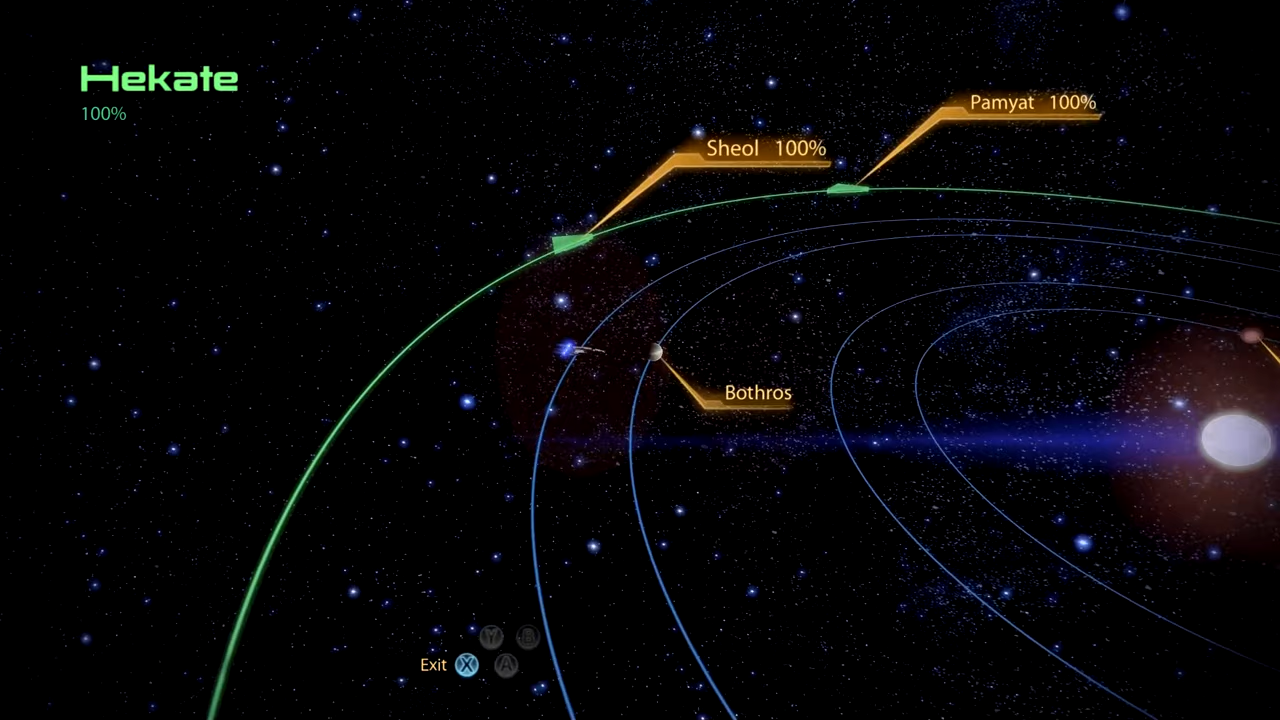 Hekate
100%
Pamyat 100%
Sheol 100%
Bothros
Y B
Exit X A